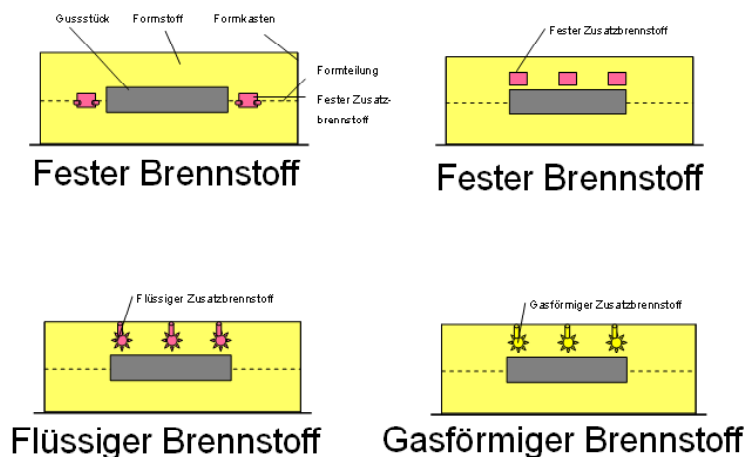 Gussstück Formstoff Formkasten
Fester Zusatzbrennstoff
Formteilung
Fester Zusatz-
brennstoff
Fester Brennstoff
Fester Brennstoff
Flüssiger Zusatzbrennstoff
Gasförmiger Zusatzbrennstoff
Flüssiger Brennstoff
Gasförmiger Brennstoff